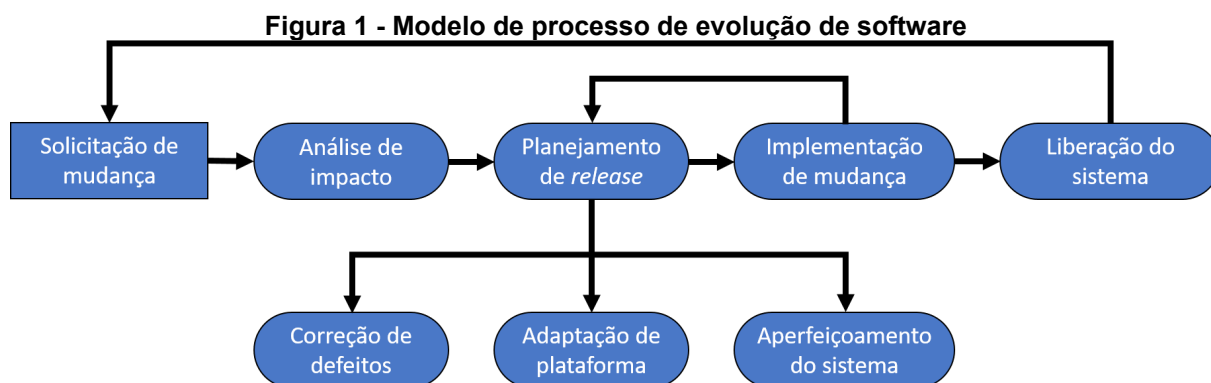 Figura 1 - Modelo de processo de evolução de software
Solicitação de
mudança
Análise de
impacto
Planejamento
de release
Implementação
de mudança
Liberação do
sistema
Correção de
defeitos
Adaptação de
plataforma
Aperfeiçoamento
do sistema